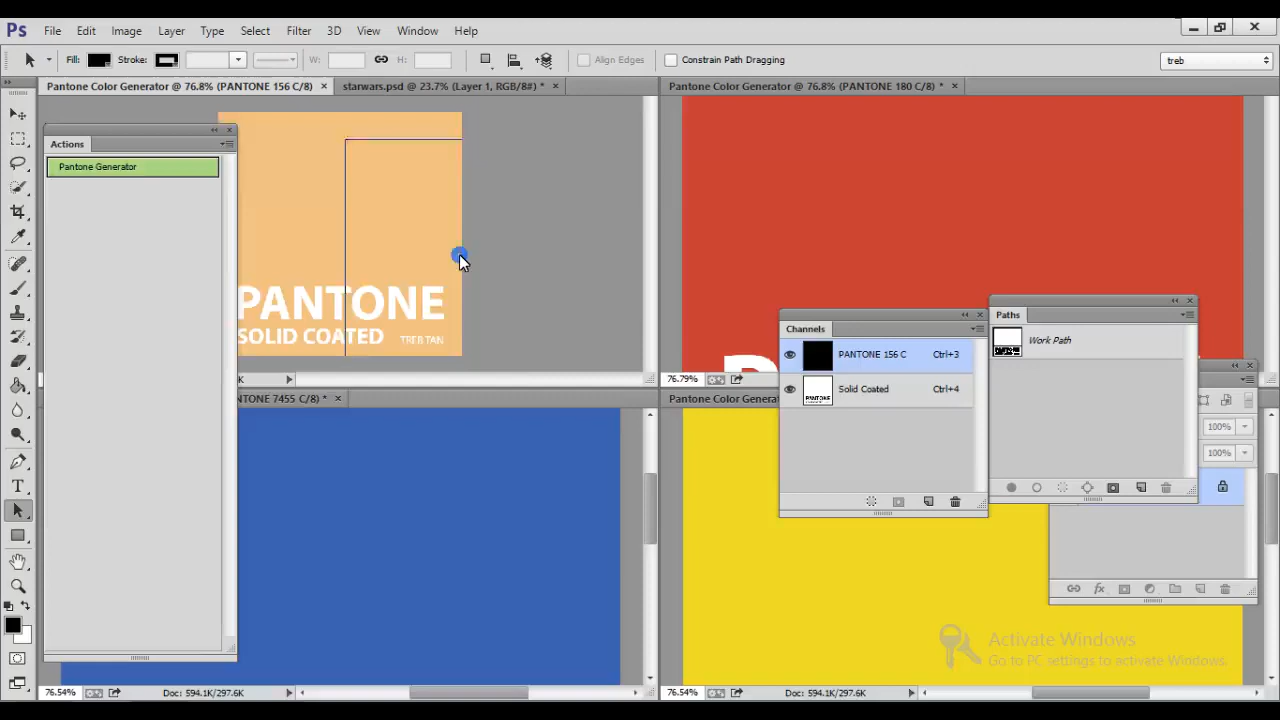 Ps File Edit Image Layer Type Select Filter 3D View Window Help
Fill: Stroke: W: H: Align Edges Constrain Path Dragging treb
Pantone Color Generator @ 76.8% (PANTONE 156 C/8) × starwars.psd @ 23.7% (Layer 1, RGB/8#) * ×
Pantone Color Generator @ 76.8% (PANTONE 180 C/8) * ×
Actions
Pantone Generator
PANTONE
SOLID COATED TREB TAN
Channels
PANTONE 156 C Ctrl+3
Solid Coated Ctrl+4
Paths
Work Path
76.79%
K
ANTONE 7455 C/8) * ×
Pantone Color Genera
100%
100%
Activate Windows
Go to PC settings to activate Windows.
76.54% Doc: 594.1K/297.6K
76.54% Doc: 594.1K/297.6K